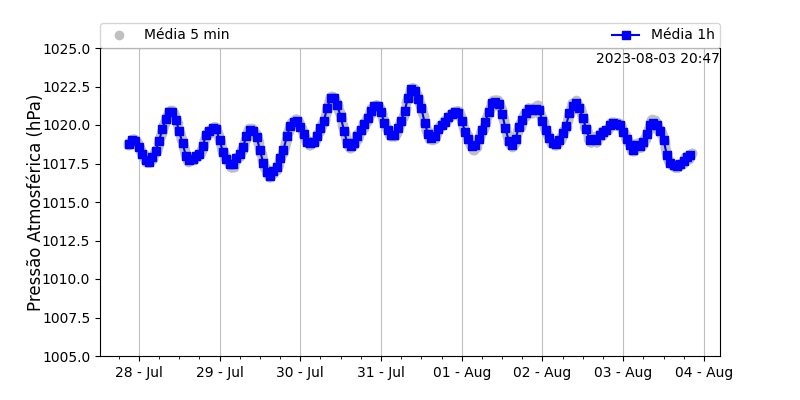 Média 5 min
Média 1h
2023-08-03 20:47
Pressão Atmosférica (hPa)
1025.0
1022.5
1020.0
1017.5
1015.0
1012.5
1010.0
1007.5
1005.0
28 - Jul
29 - Jul
30 - Jul
31 - Jul
01 - Aug
02 - Aug
03 - Aug
04 - Aug